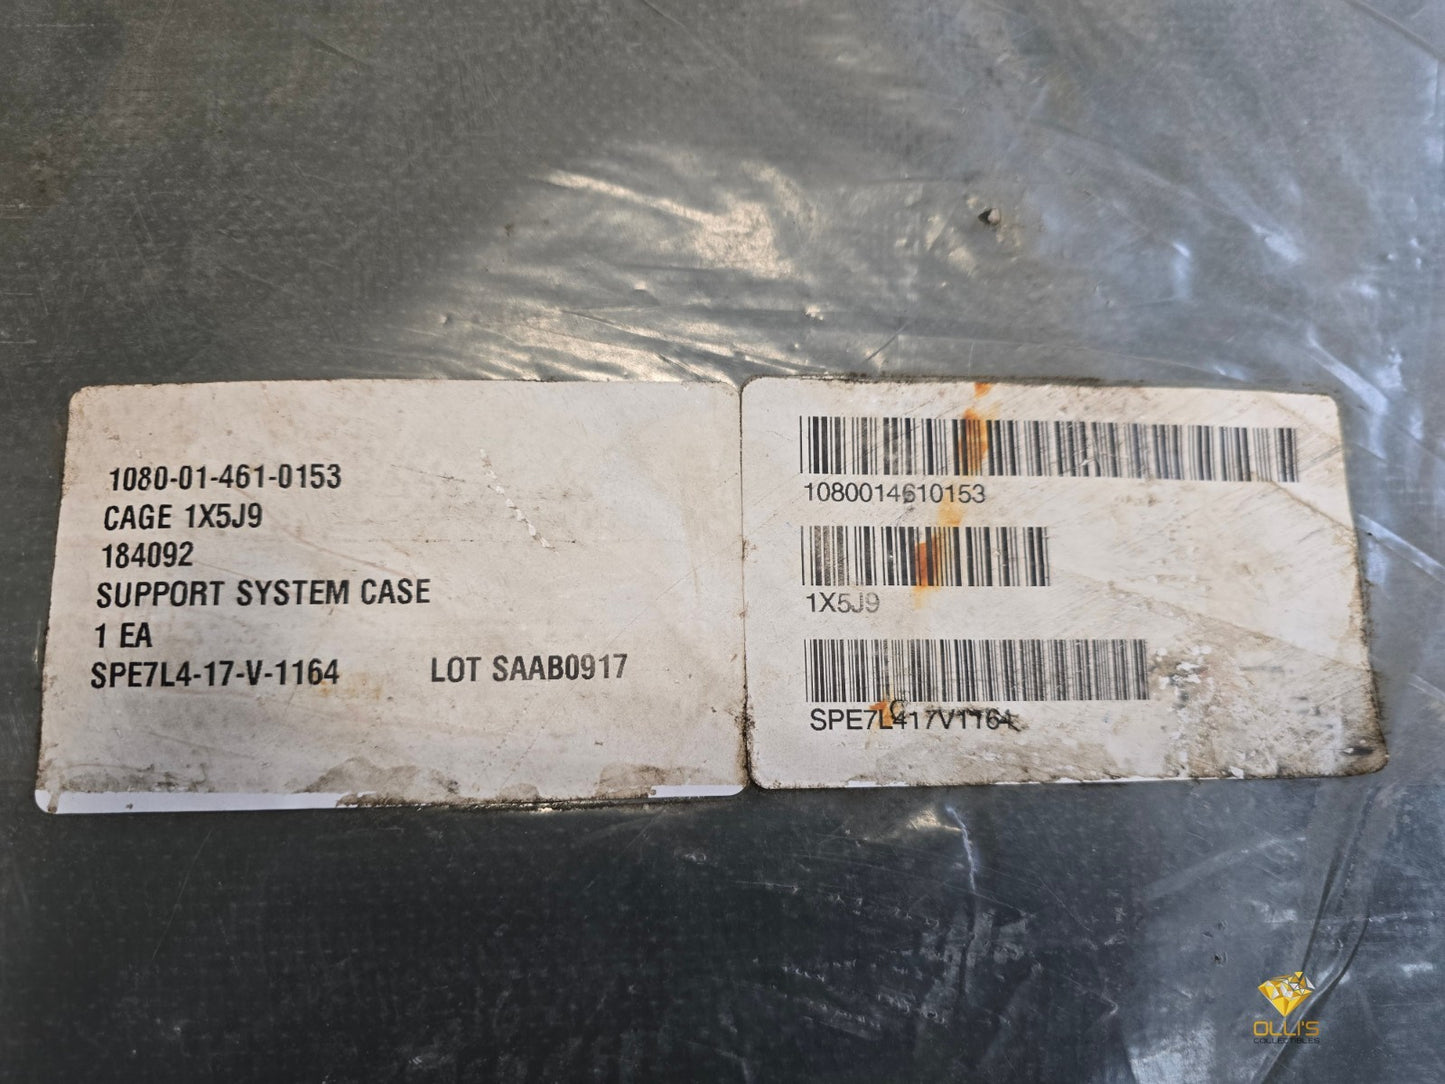 1080-01-461-0153
CAGE 1X5J9
184092
SUPPORT SYSTEM CASE
1 EA
SPE7L4-17-V-1164 LOT SAAB0917
1080014610153
1X5J9
SPE7L417V1164
OLLI'S
COLLECTIBLES